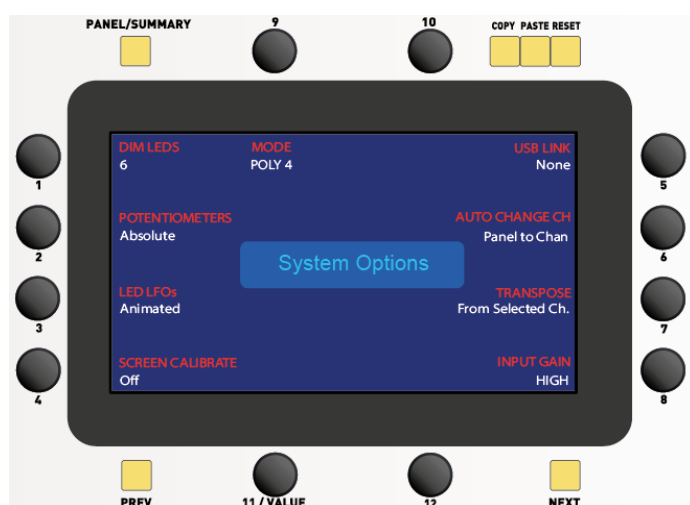 PANEL/SUMMARY 9 10 COPY PASTE RESET
DIM LEDS MODE USB LINK
6 POLY 4 None
1 5
POTENTIOMETERS AUTO CHANGE CH
Absolute Panel to Chan
2 6
System Options
LED LFOs TRANSPOSE
Animated From Selected Ch.
3 7
SCREEN CALIBRATE INPUT GAIN
Off HIGH
4 8
PREV 11 / VALUE 12 NEXT